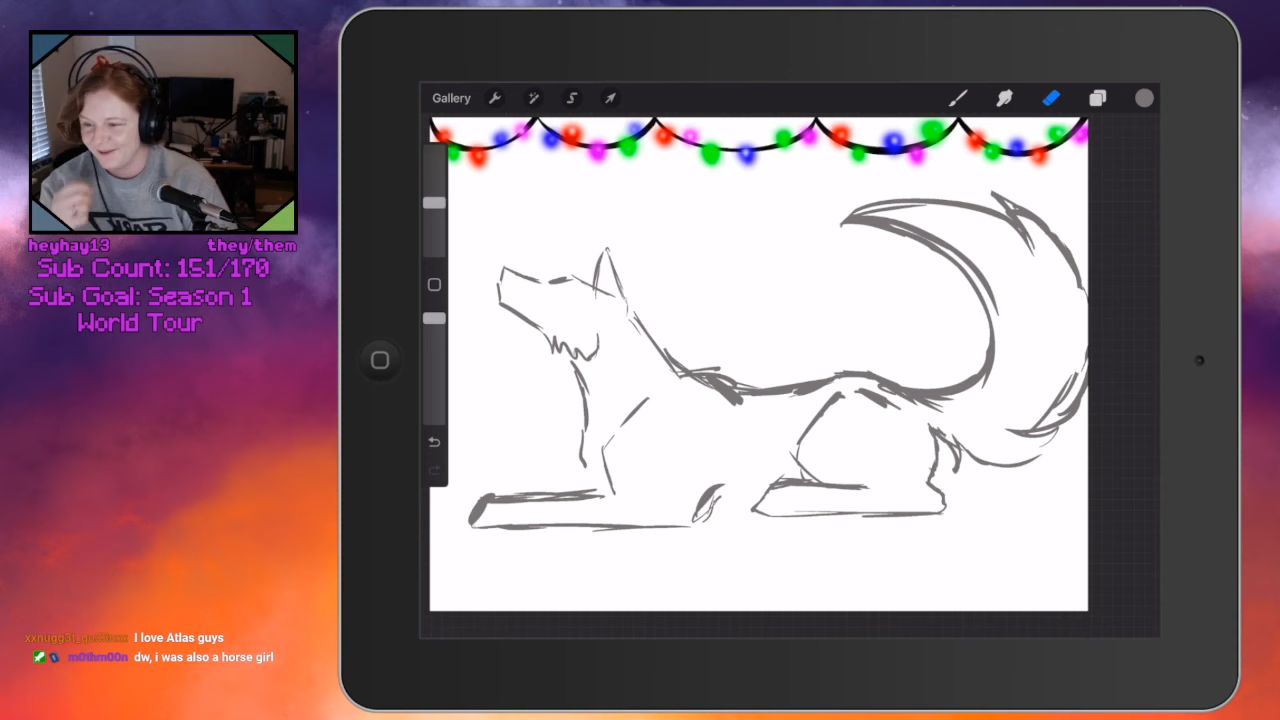 Gallery
heyhay13 they/them
Sub Count: 151/170
Sub Goal: Season 1
World Tour
I love Atlas guys
m0thm00n dw, i was also a horse girl